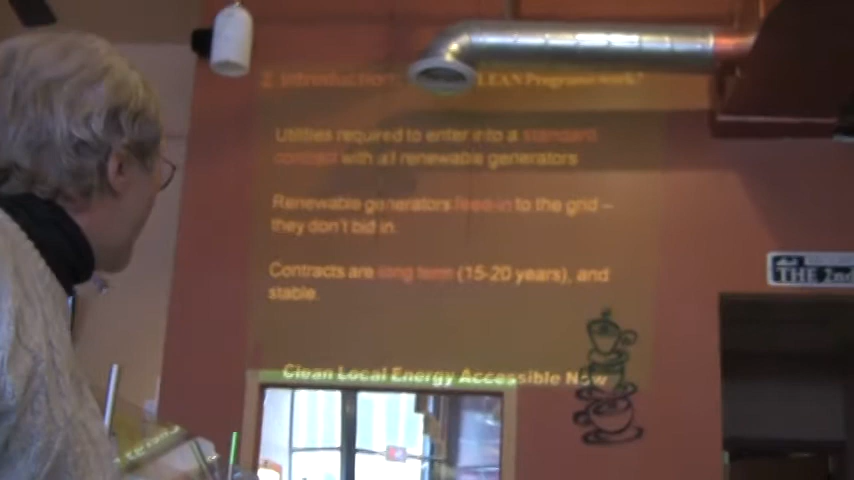 2. Introduction: LEAN Programs work?
Utilities required to enter into a standard
contract with all renewable generators
Renewable generators feed-in to the grid –
they don't bid in.
Contracts are long term (15-20 years), and
stable.
Clean Local Energy Accessible Now
THE 2nd